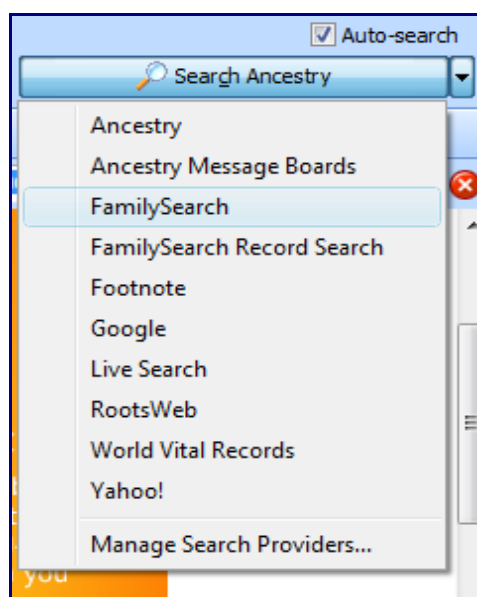 Auto-search
Search Ancestry
Ancestry
Ancestry Message Boards
FamilySearch
FamilySearch Record Search
Footnote
Google
Live Search
RootsWeb
World Vital Records
Yahoo!
Manage Search Providers...
you